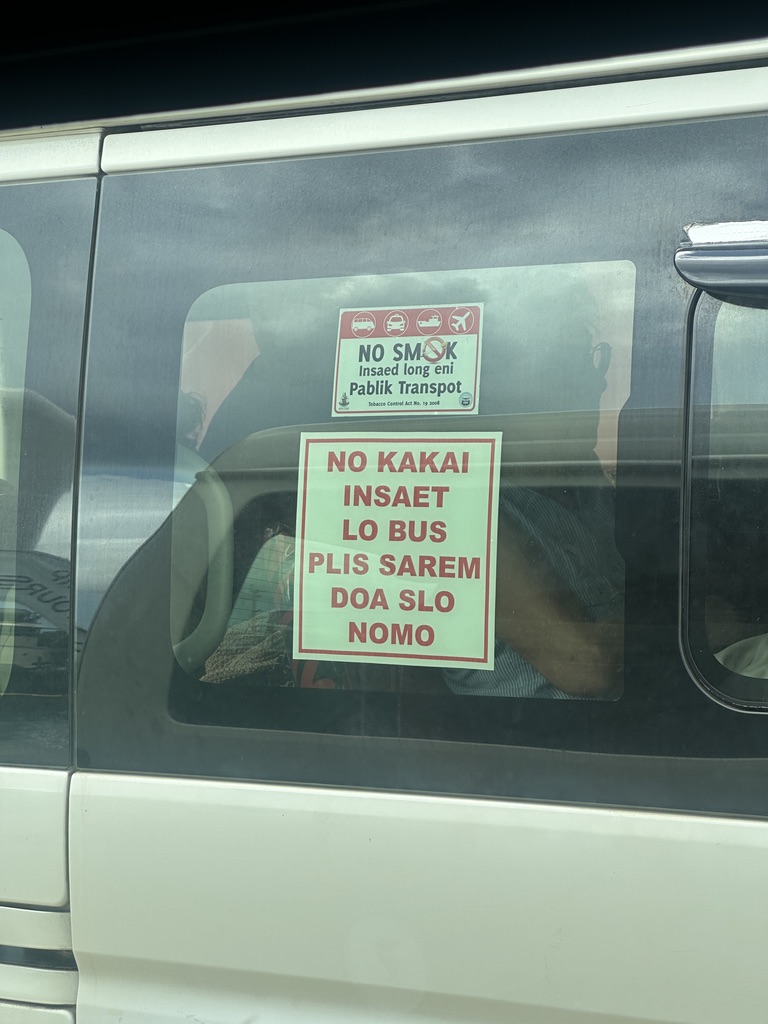 NO SMOK
Insaed long eni
Pablik Transpot
Tobacco Control Act No. 19 2008
NO KAKAI
INSAET
LO BUS
PLIS SAREM
DOA SLO
NOMO